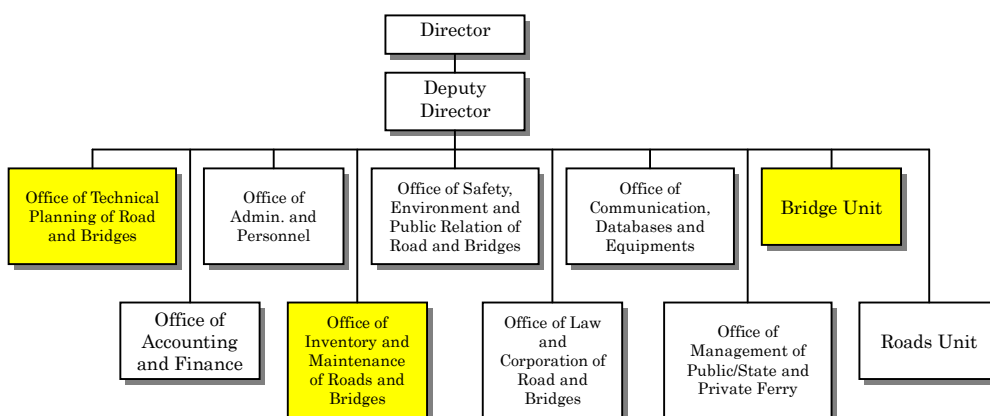 Director
Deputy
Director
Office of Technical
Planning of Road
and Bridges
Office of
Admin. and
Personnel
Office of Safety,
Environment and
Public Relation of
Road and Bridges
Office of
Communication,
Databases and
Equipments
Bridge Unit
Office of
Accounting
and Finance
Office of
Inventory and
Maintenance
of Roads and
Bridges
Office of Law
and
Corporation of
Road and
Bridges
Office of
Management of
Public/State and
Private Ferry
Roads Unit